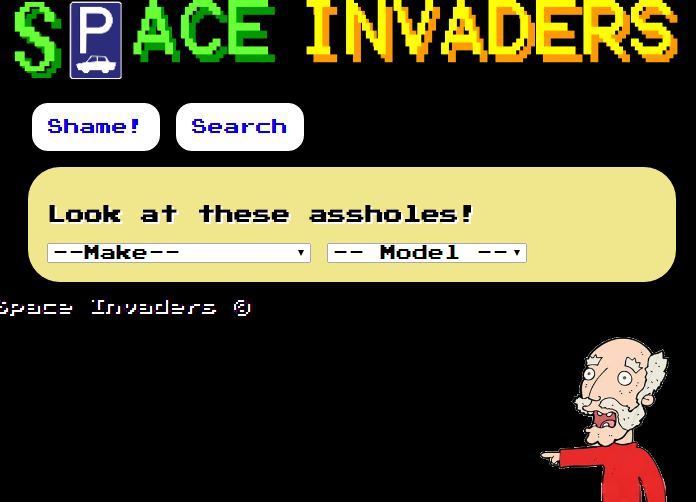 SPACE INVADERS
Shame! Search
Look at these assholes!
--Make-- -- Model --
Space Invaders ©